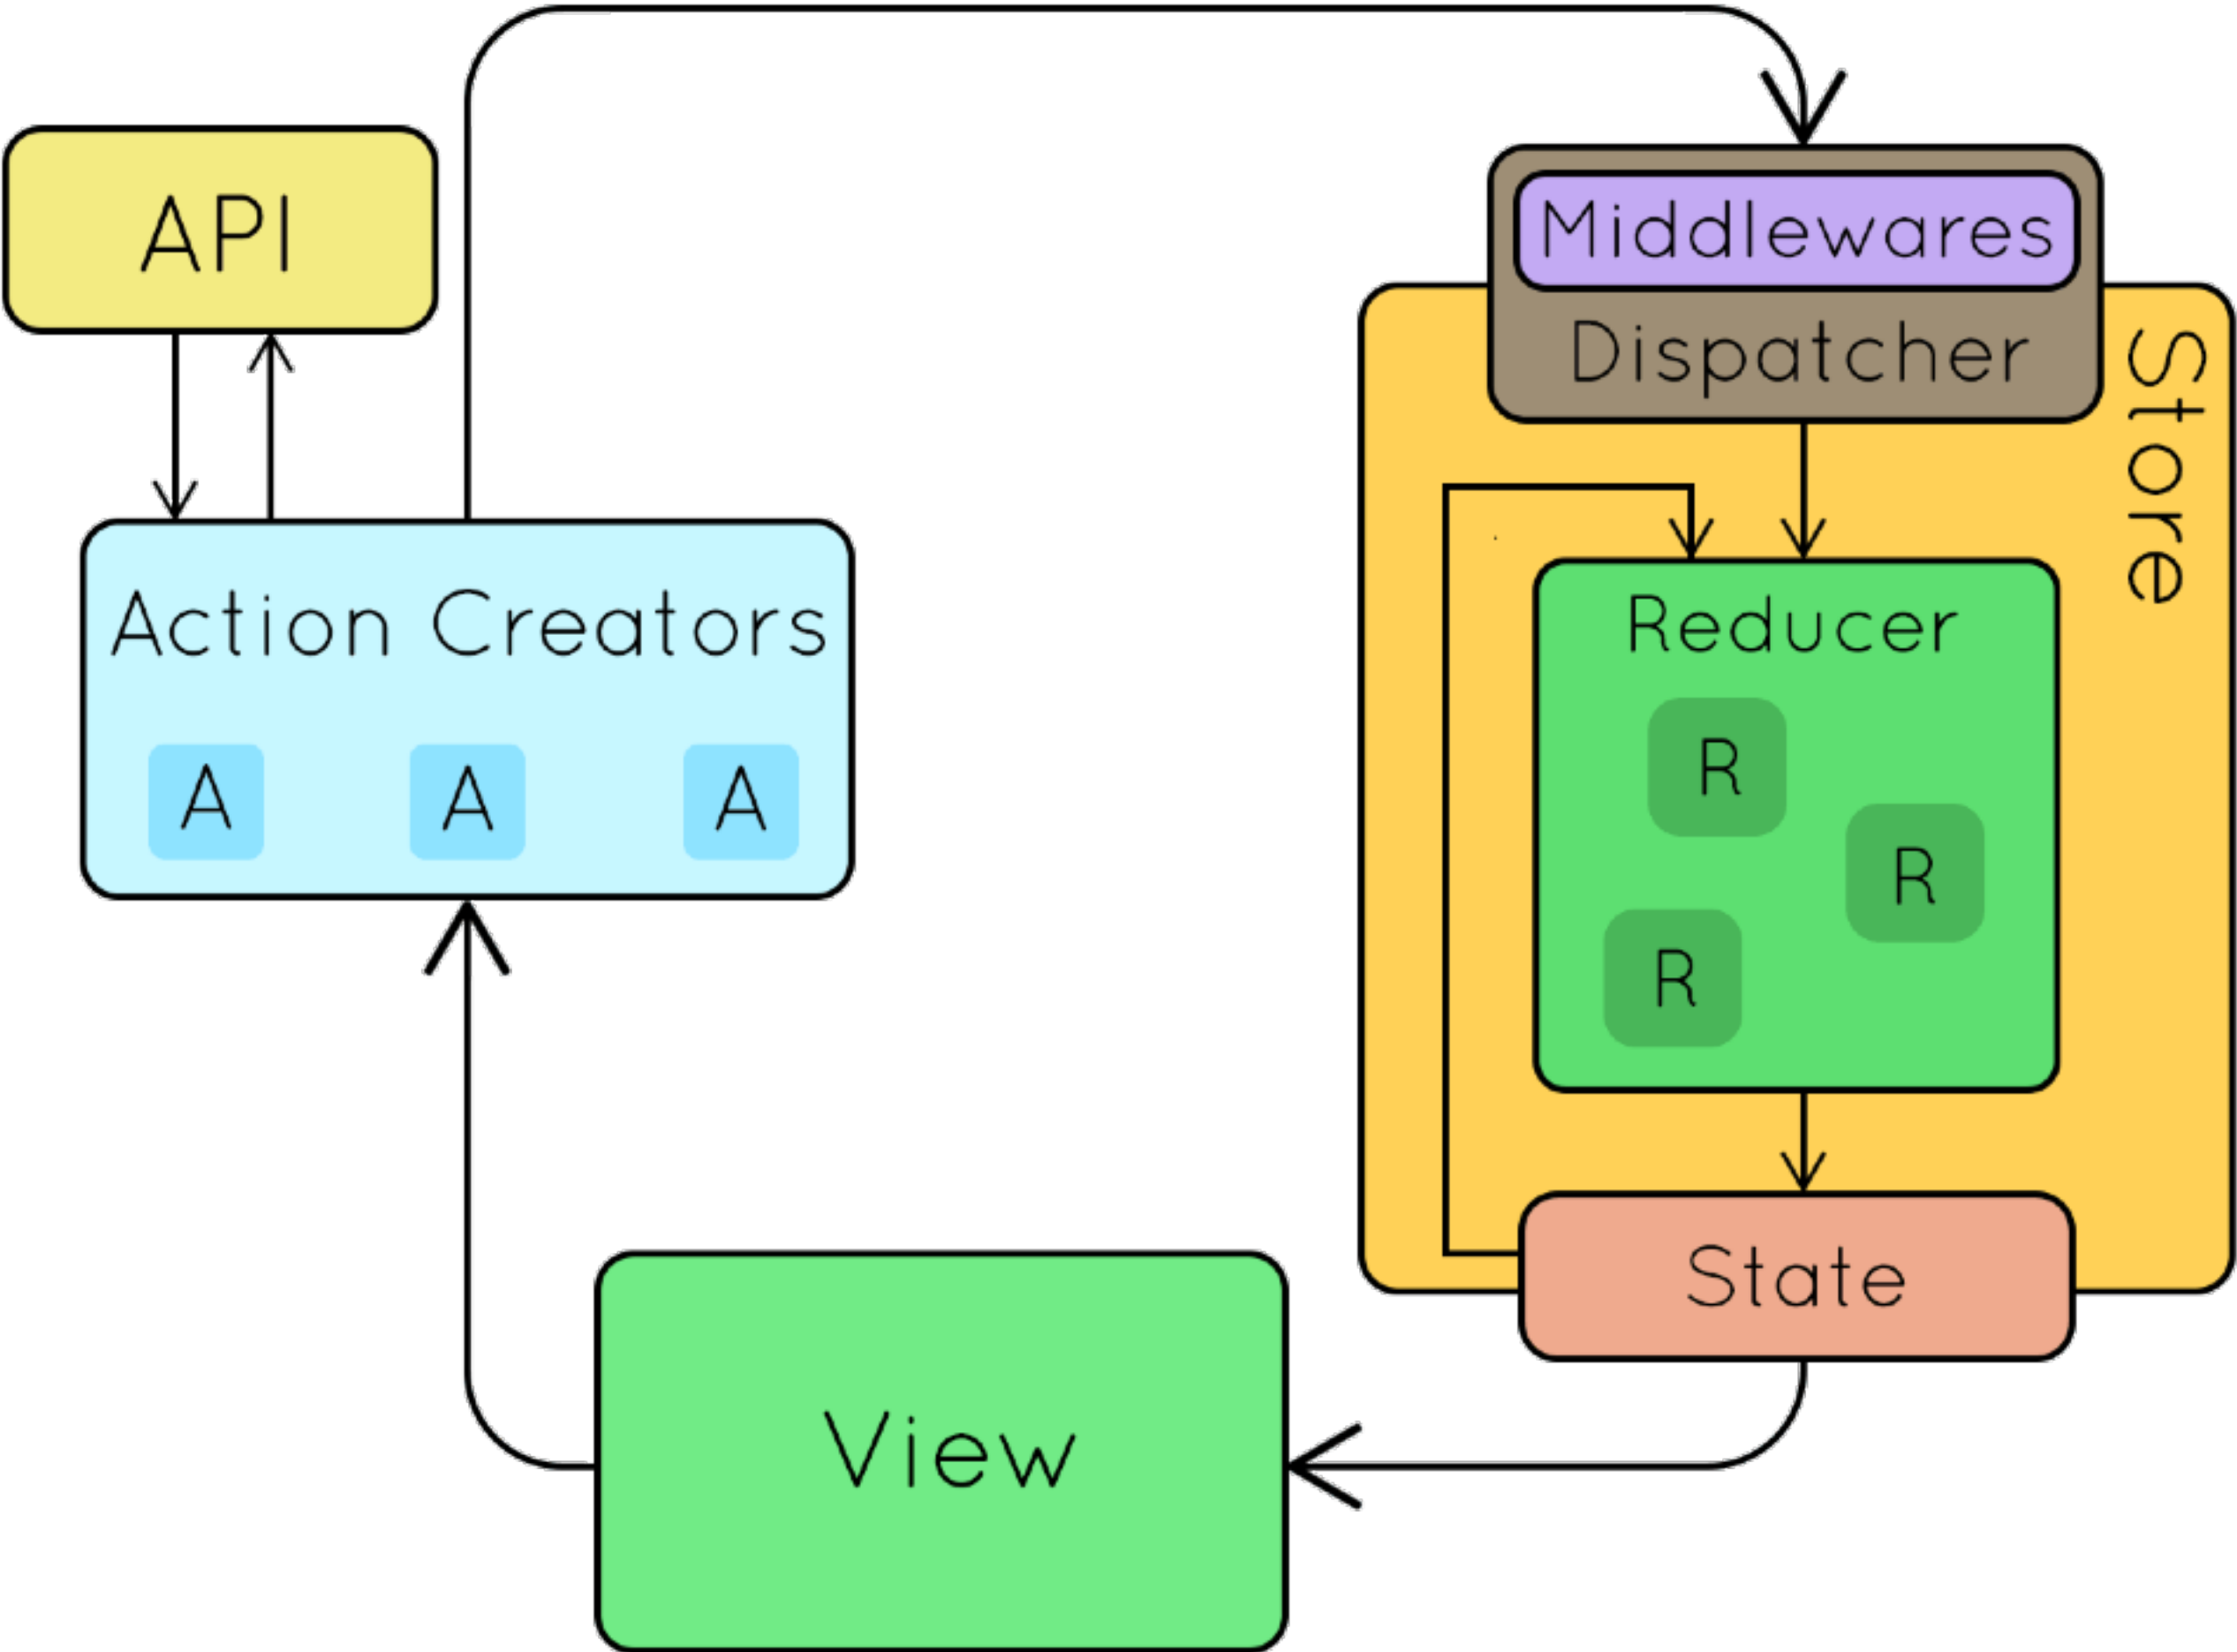 API
Middlewares
Dispatcher
Store
Action Creators
A A A
Reducer
R
R
R
State
View